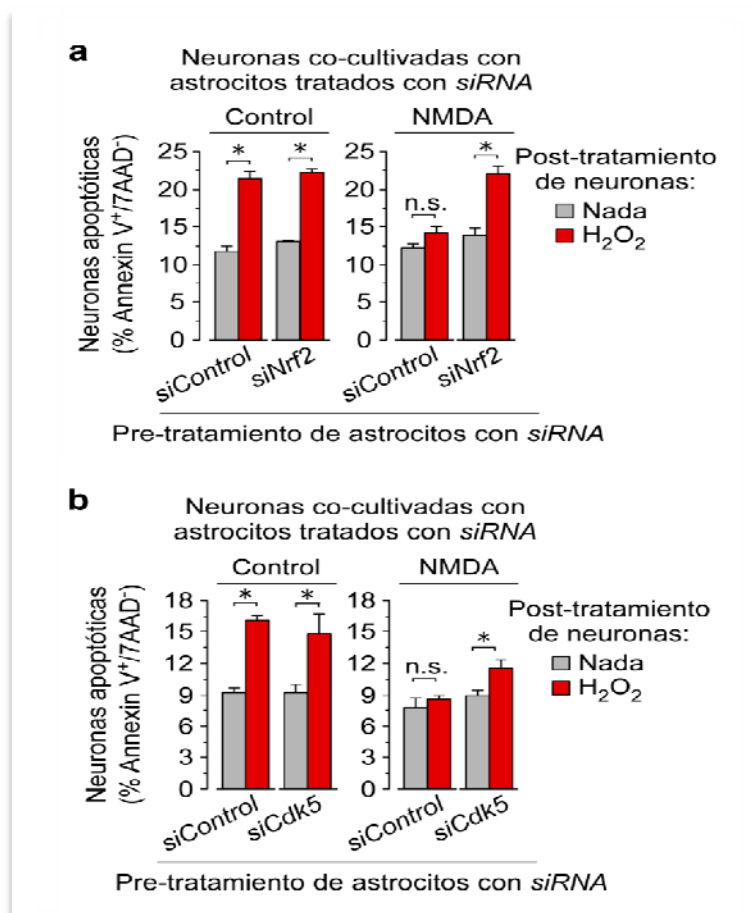 a
Neuronas co-cultivadas con
astrocitos tratados con siRNA
Control
NMDA
Neuronas apoptóticas
(% Annexin V⁺/7AAD⁻)
25
20
15
10
5
0
* *
siControl
siNrf2
25
20
15
10
5
0
n.s. *
siControl
siNrf2
Post-tratamiento
de neuronas:
Nada
H₂O₂
Pre-tratamiento de astrocitos con siRNA
b
Neuronas co-cultivadas con
astrocitos tratados con siRNA
Control
NMDA
Neuronas apoptóticas
(% Annexin V⁺/7AAD⁻)
18
15
12
9
6
3
0
* *
siControl
siCdk5
18
15
12
9
6
3
0
n.s. *
siControl
siCdk5
Post-tratamiento
de neuronas:
Nada
H₂O₂
Pre-tratamiento de astrocitos con siRNA